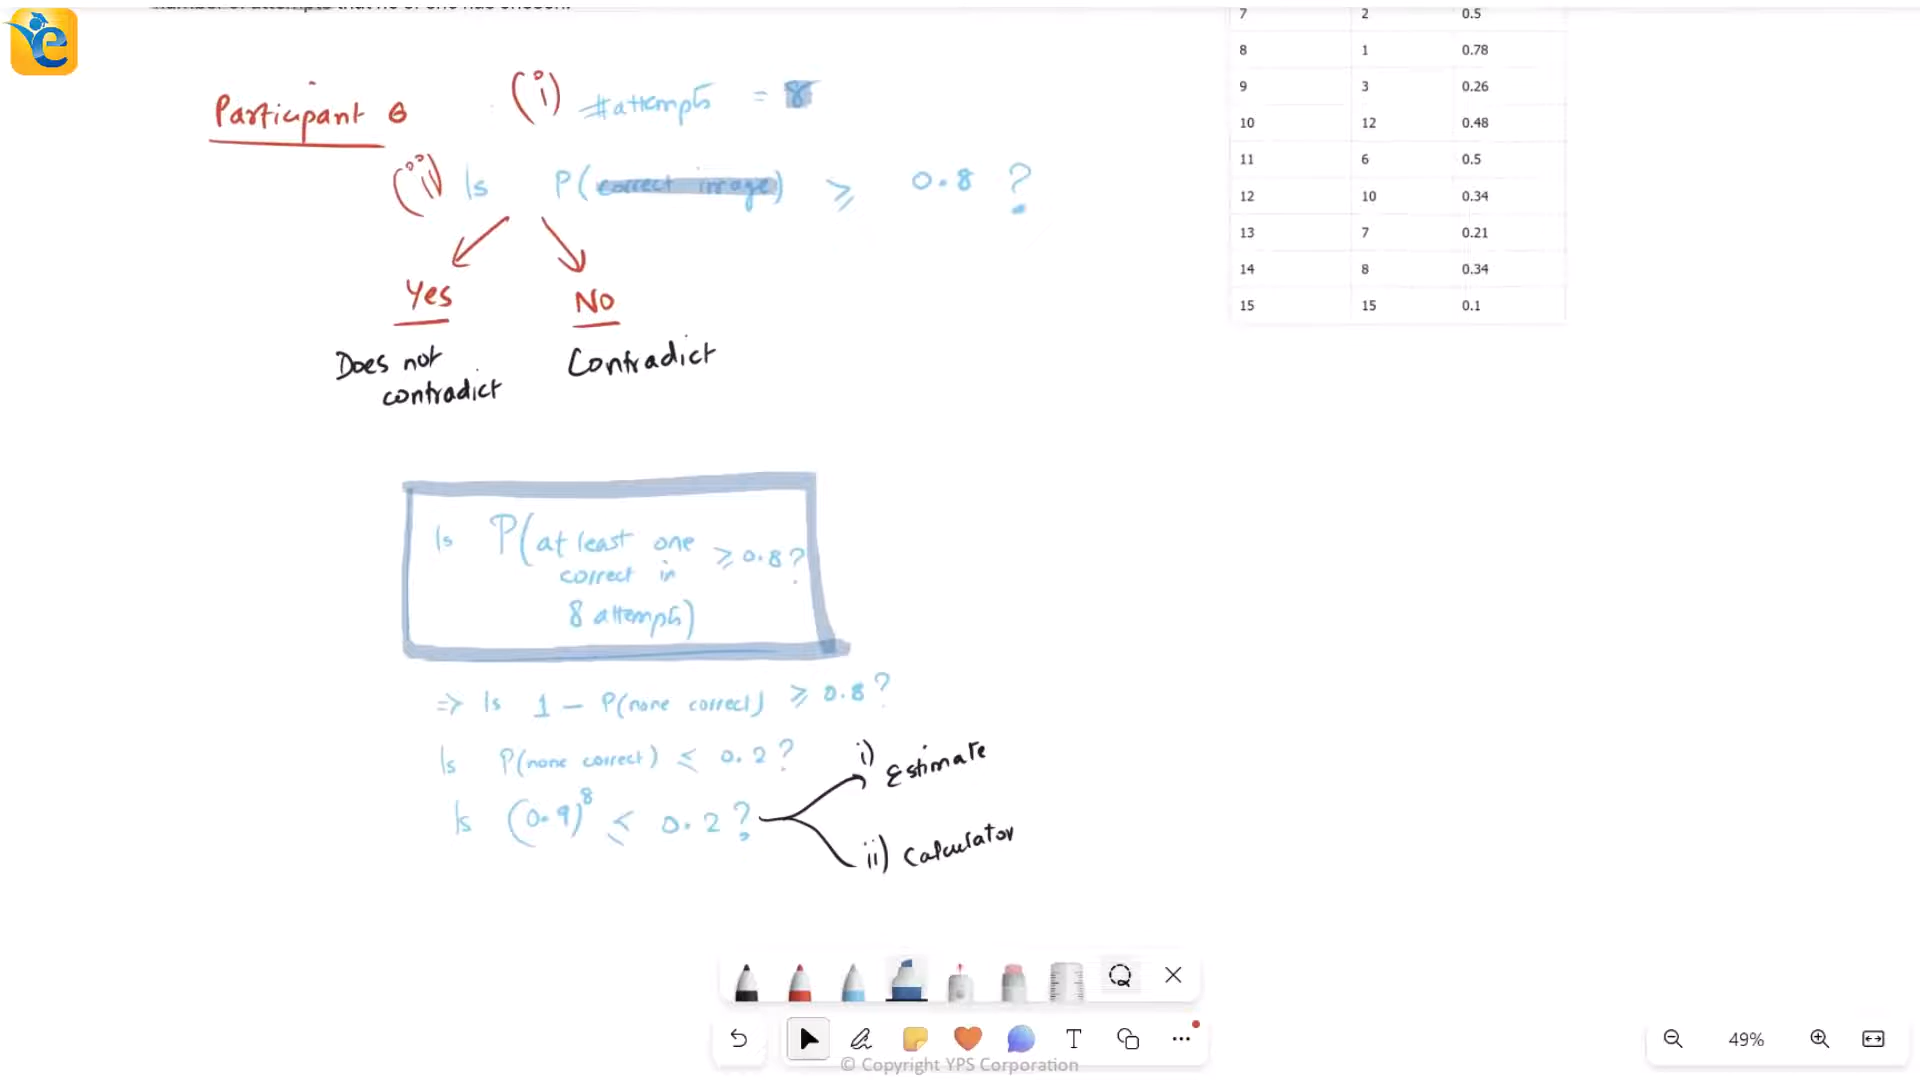 e
7 2 0.5
8 1 0.78
9 3 0.26
10 12 0.48
11 6 0.5
12 10 0.34
13 7 0.21
14 8 0.34
15 15 0.1
Participant 6
(i) #attempts = 8
(ii) Is P(correct image) ≥ 0.8 ?
Yes
No
Does not
contradict
Contradict
Is P(at least one
correct in
8 attempts)
≥ 0.8?
⇒ Is 1 - P(none correct) ≥ 0.8?
Is P(none correct) ≤ 0.2?
Is (0.9)^8 ≤ 0.2?
i) Estimate
ii) Calculator
T
49%
© Copyright YPS Corporation